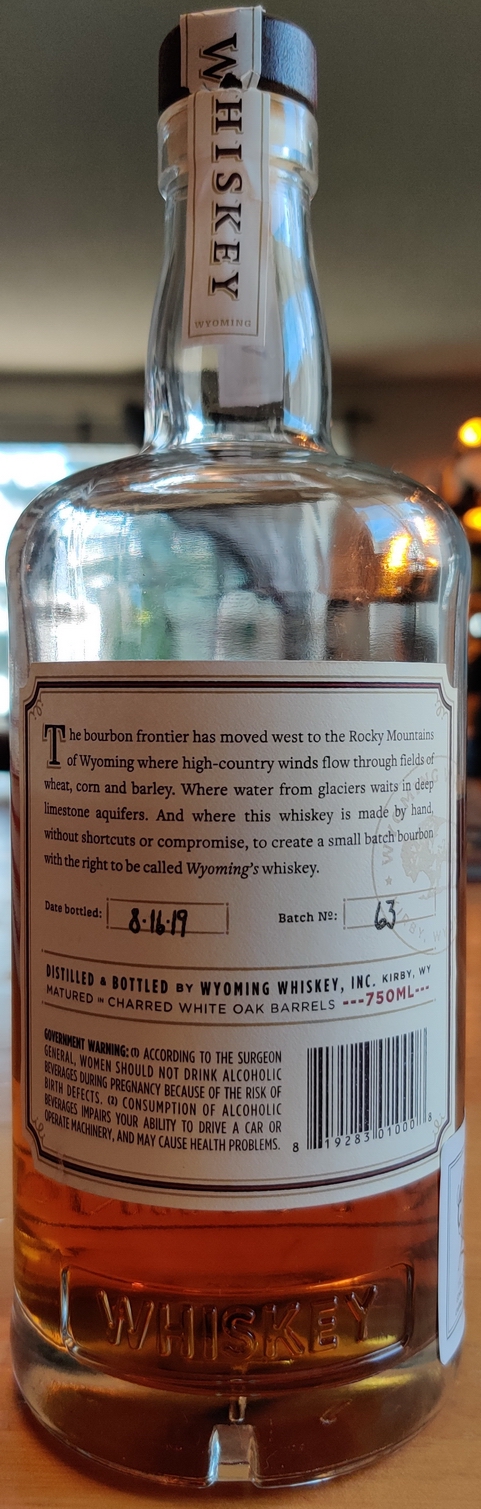 WHISKEY
WYOMING
The bourbon frontier has moved west to the Rocky Mountains
of Wyoming where high-country winds flow through fields of
wheat, corn and barley. Where water from glaciers waits in deep
limestone aquifers. And where this whiskey is made by hand,
without shortcuts or compromise, to create a small batch bourbon
with the right to be called Wyoming's whiskey.
Date bottled: 8·16·19 Batch Nº: 63
DISTILLED & BOTTLED BY WYOMING WHISKEY, INC. KIRBY, WY
MATURED IN CHARRED WHITE OAK BARRELS ---750ML---
GOVERNMENT WARNING: (1) ACCORDING TO THE SURGEON
GENERAL, WOMEN SHOULD NOT DRINK ALCOHOLIC
BEVERAGES DURING PREGNANCY BECAUSE OF THE RISK OF
BIRTH DEFECTS. (2) CONSUMPTION OF ALCOHOLIC
BEVERAGES IMPAIRS YOUR ABILITY TO DRIVE A CAR OR
OPERATE MACHINERY, AND MAY CAUSE HEALTH PROBLEMS.
8 19283 01000 8
WHISKEY